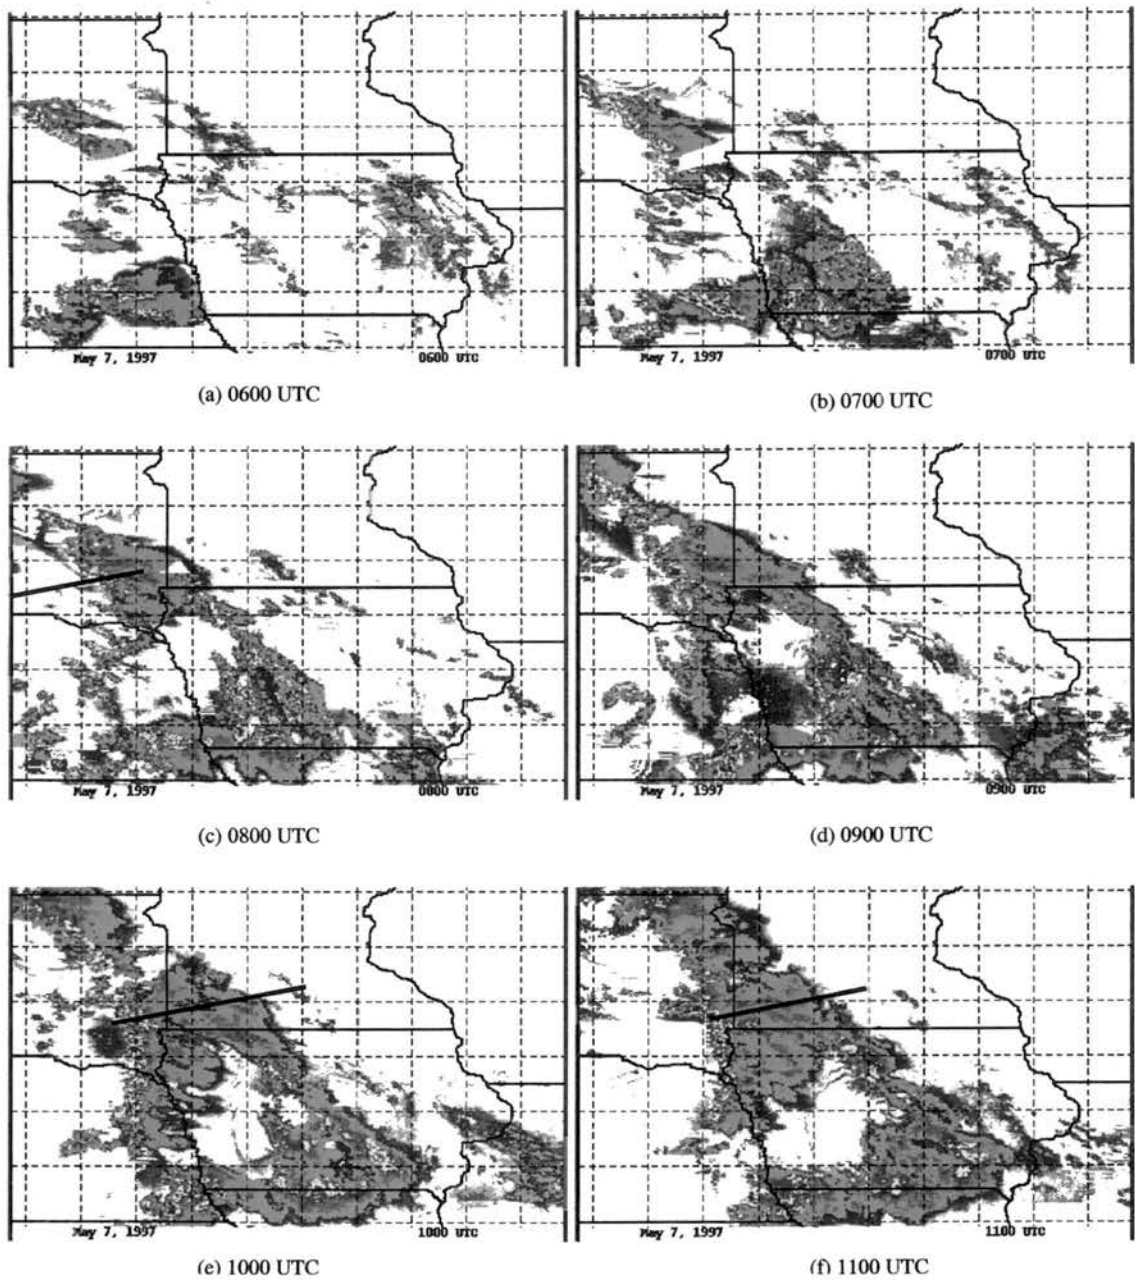 May 7, 1997 0600 UTC
May 7, 1997 0700 UTC
(a) 0600 UTC
(b) 0700 UTC
May 7, 1997 0800 UTC
May 7, 1997 0900 UTC
(c) 0800 UTC
(d) 0900 UTC
May 7, 1997 1000 UTC
May 7, 1997 1100 UTC
(e) 1000 UTC
(f) 1100 UTC